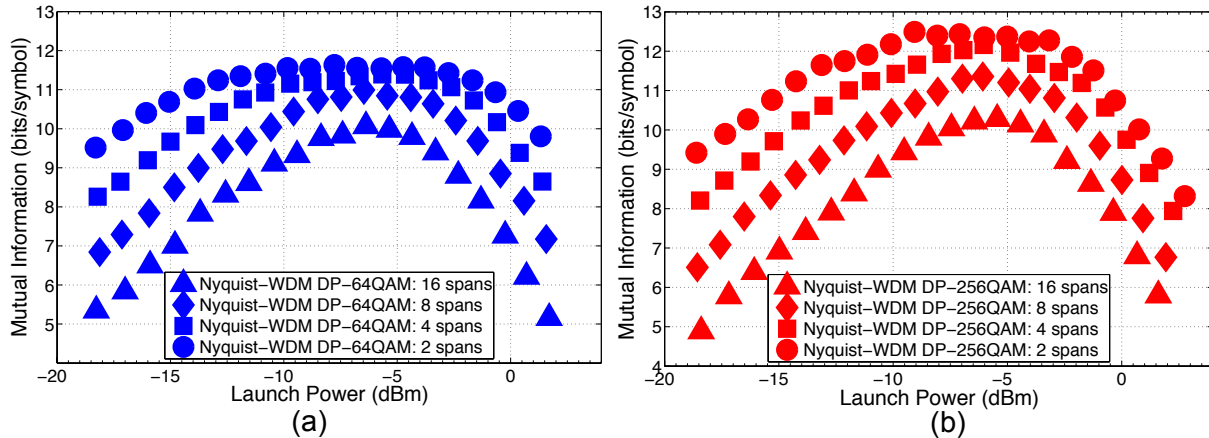 Mutual Information (bits/symbol)
13
12
11
10
9
8
7
6
5
Nyquist–WDM DP–64QAM: 16 spans
Nyquist–WDM DP–64QAM: 8 spans
Nyquist–WDM DP–64QAM: 4 spans
Nyquist–WDM DP–64QAM: 2 spans
−20 −15 −10 −5 0
Launch Power (dBm)
(a)
Mutual Information (bits/symbol)
13
12
11
10
9
8
7
6
5
4
Nyquist–WDM DP–256QAM: 16 spans
Nyquist–WDM DP–256QAM: 8 spans
Nyquist–WDM DP–256QAM: 4 spans
Nyquist–WDM DP–256QAM: 2 spans
−20 −15 −10 −5 0
Launch Power (dBm)
(b)